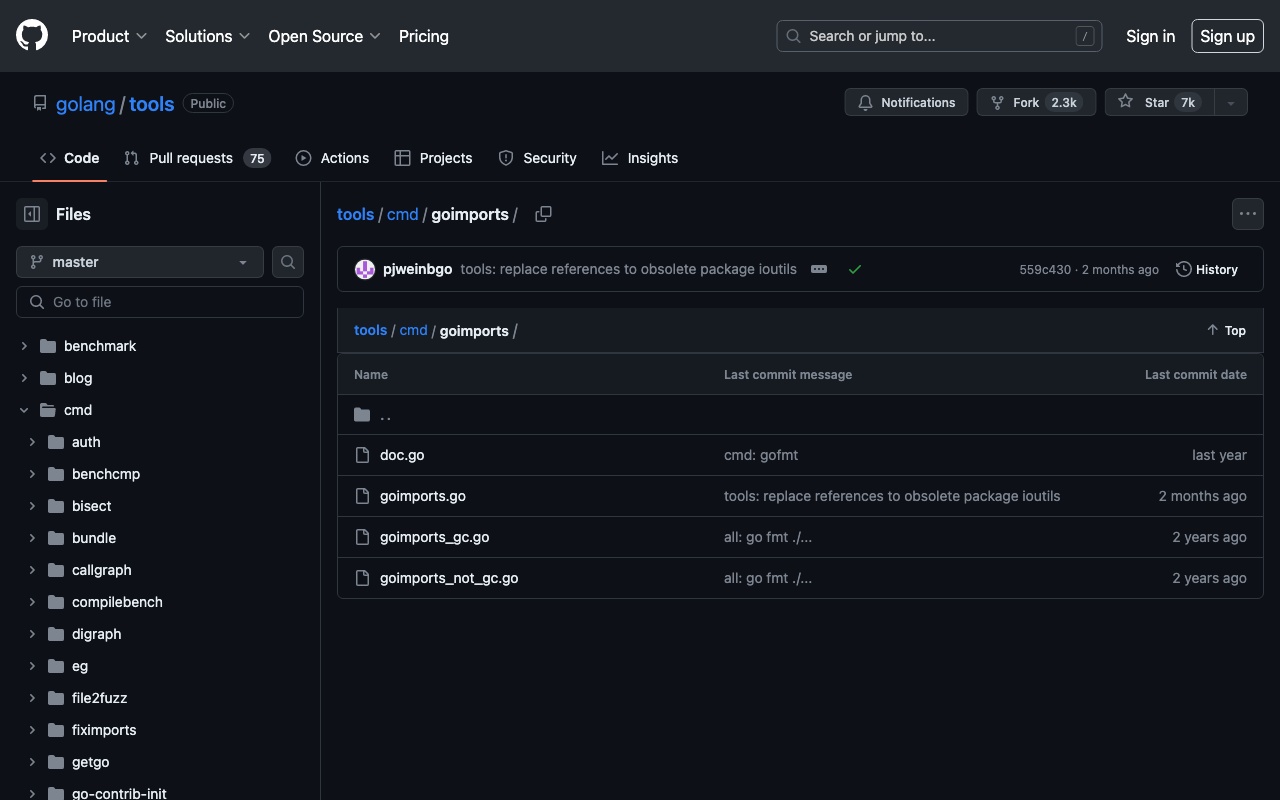 Product Solutions Open Source Pricing Search or jump to... / Sign in Sign up
golang / tools Public Notifications Fork 2.3k Star 7k
Code Pull requests 75 Actions Projects Security Insights
Files
master
Go to file
benchmark
blog
cmd
auth
benchcmp
bisect
bundle
callgraph
compilebench
digraph
eg
file2fuzz
fiximports
getgo
go-contrib-init
tools / cmd / goimports /
pjweinbgo tools: replace references to obsolete package ioutils 559c430 · 2 months ago History
tools / cmd / goimports / Top
Name Last commit message Last commit date
..
doc.go cmd: gofmt last year
goimports.go tools: replace references to obsolete package ioutils 2 months ago
goimports_gc.go all: go fmt ./... 2 years ago
goimports_not_gc.go all: go fmt ./... 2 years ago